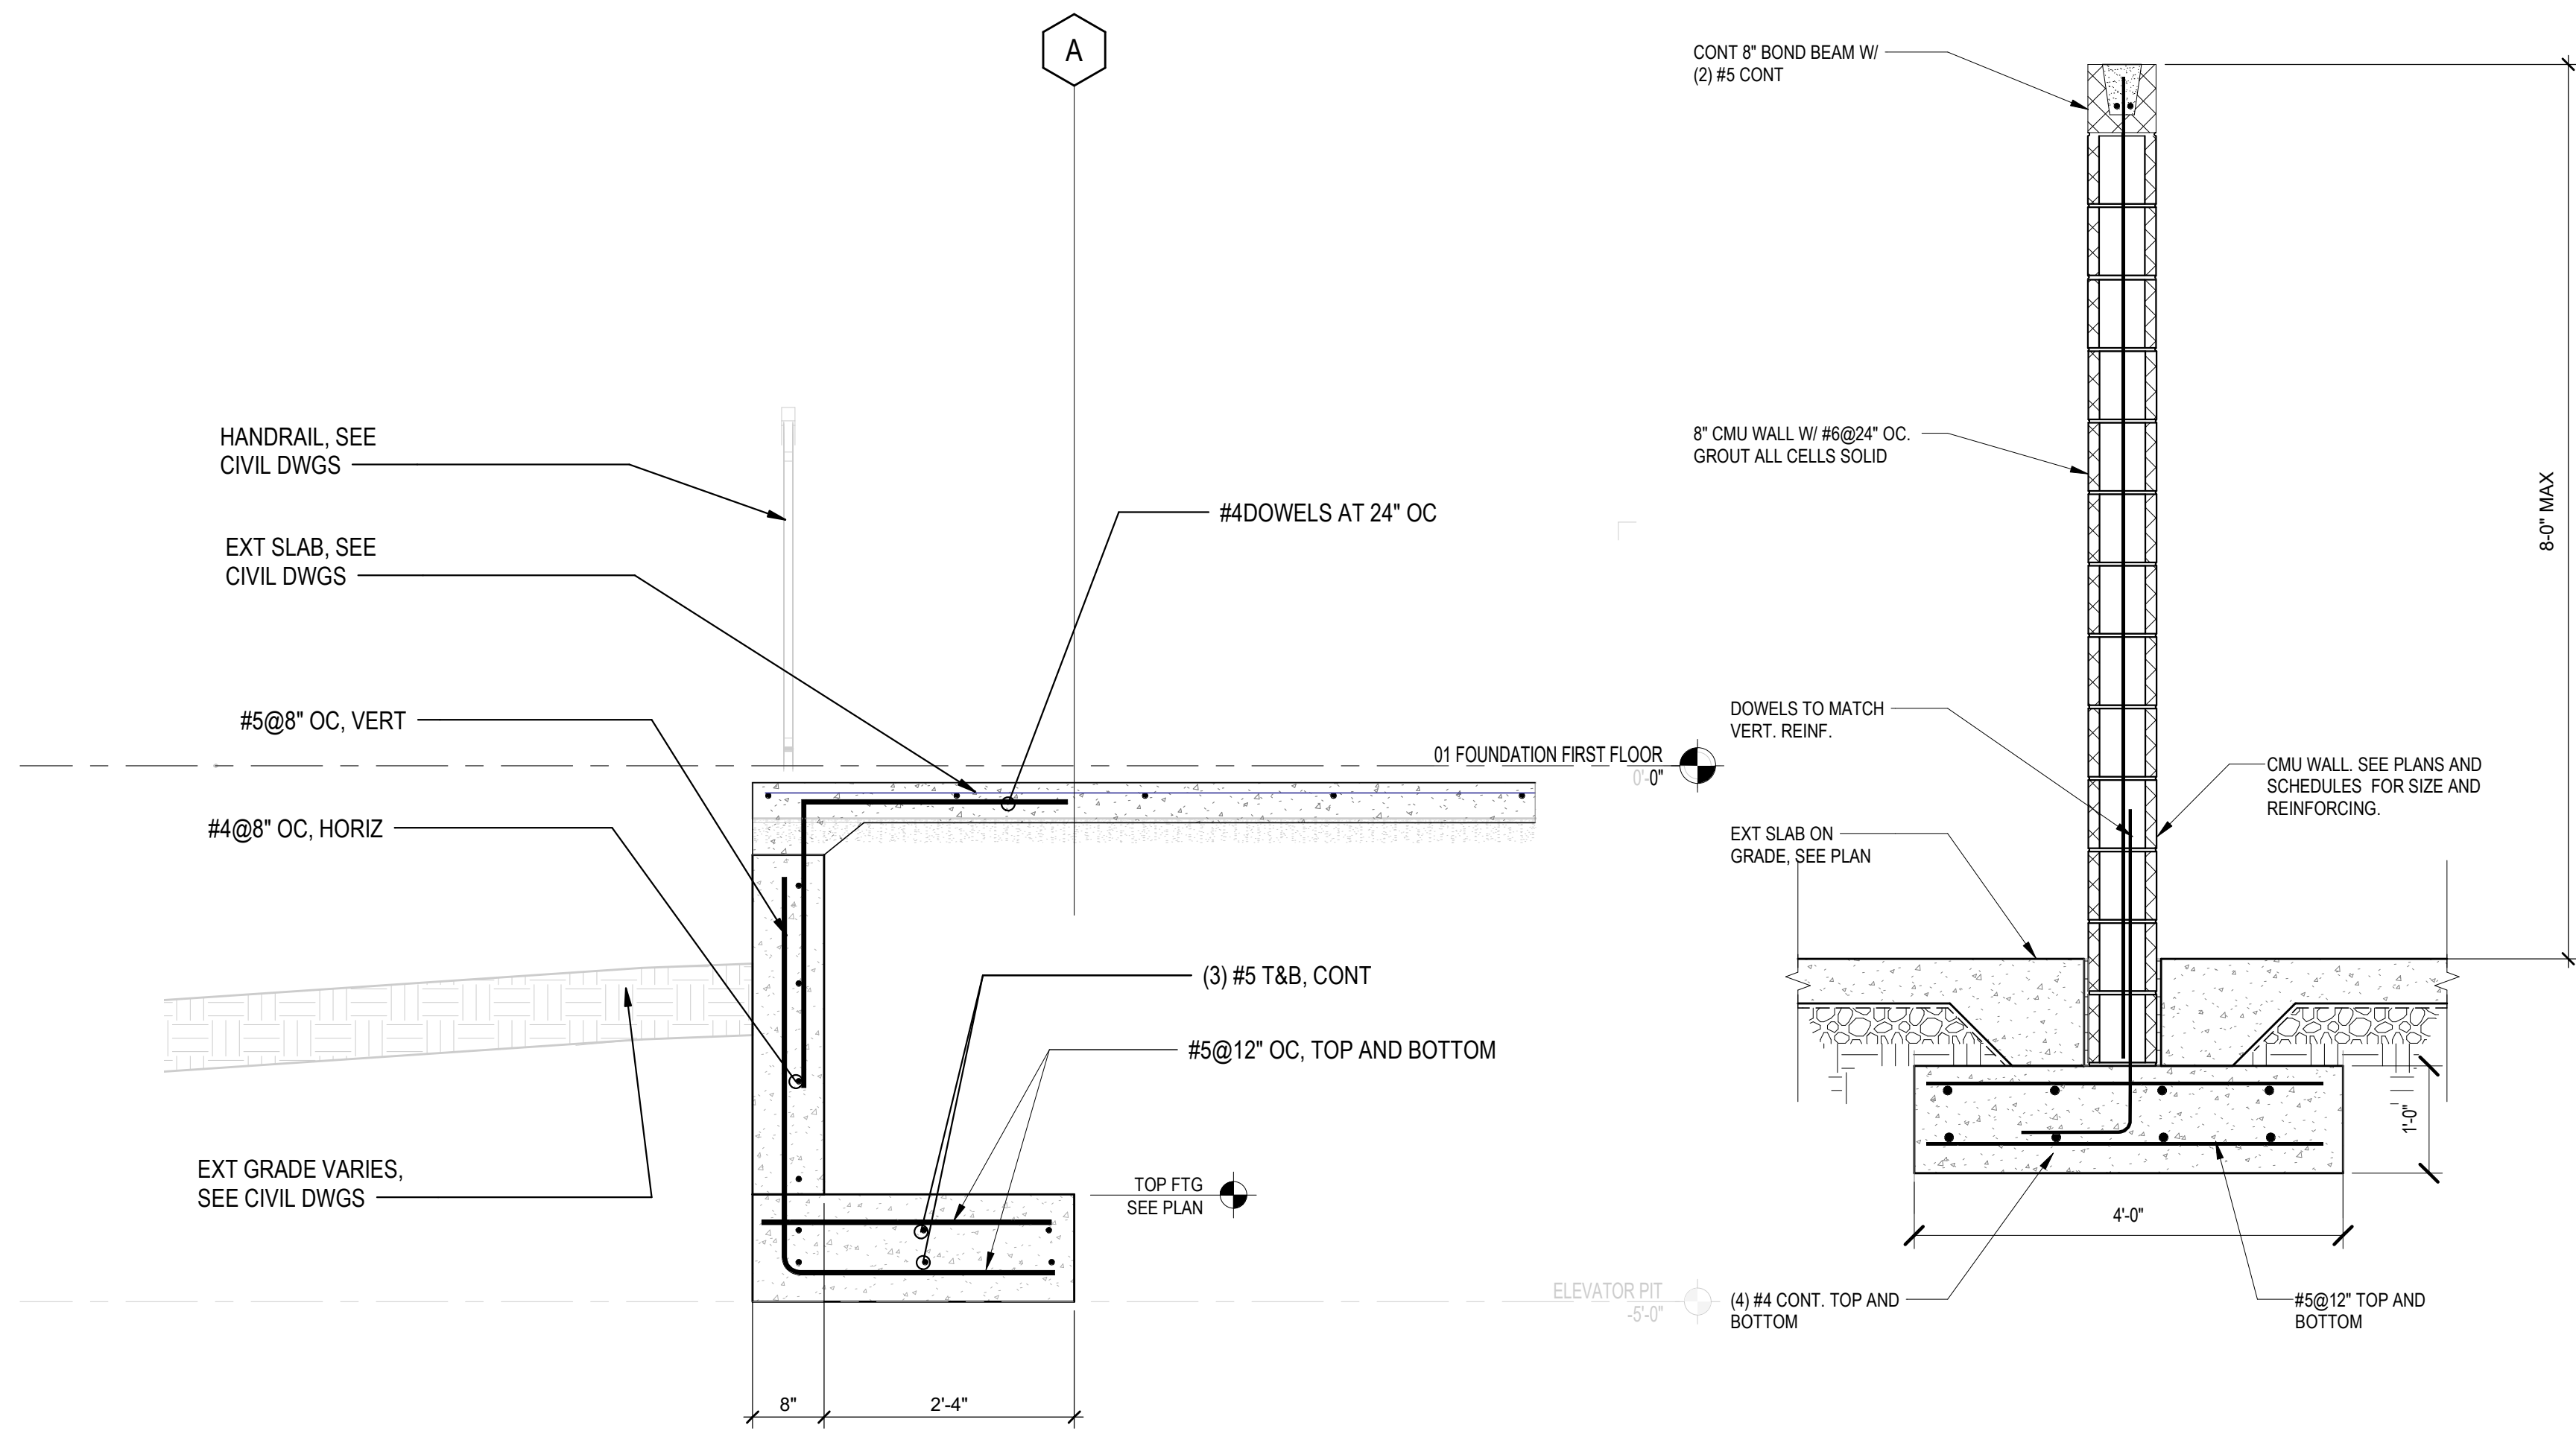 A
HANDRAIL, SEE
CIVIL DWGS
EXT SLAB, SEE
CIVIL DWGS
#4DOWELS AT 24" OC
#5@8" OC, VERT
#4@8" OC, HORIZ
01 FOUNDATION FIRST FLOOR
0'-0"
(3) #5 T&B, CONT
#5@12" OC, TOP AND BOTTOM
EXT GRADE VARIES,
SEE CIVIL DWGS
TOP FTG
SEE PLAN
ELEVATOR PIT
-5'-0"
8"
2'-4"
CONT 8" BOND BEAM W/
(2) #5 CONT
8" CMU WALL W/ #6@24" OC.
GROUT ALL CELLS SOLID
8'-0" MAX
DOWELS TO MATCH
VERT. REINF.
CMU WALL. SEE PLANS AND
SCHEDULES FOR SIZE AND
REINFORCING.
EXT SLAB ON
GRADE, SEE PLAN
1'-0"
4'-0"
(4) #4 CONT. TOP AND
BOTTOM
#5@12" TOP AND
BOTTOM